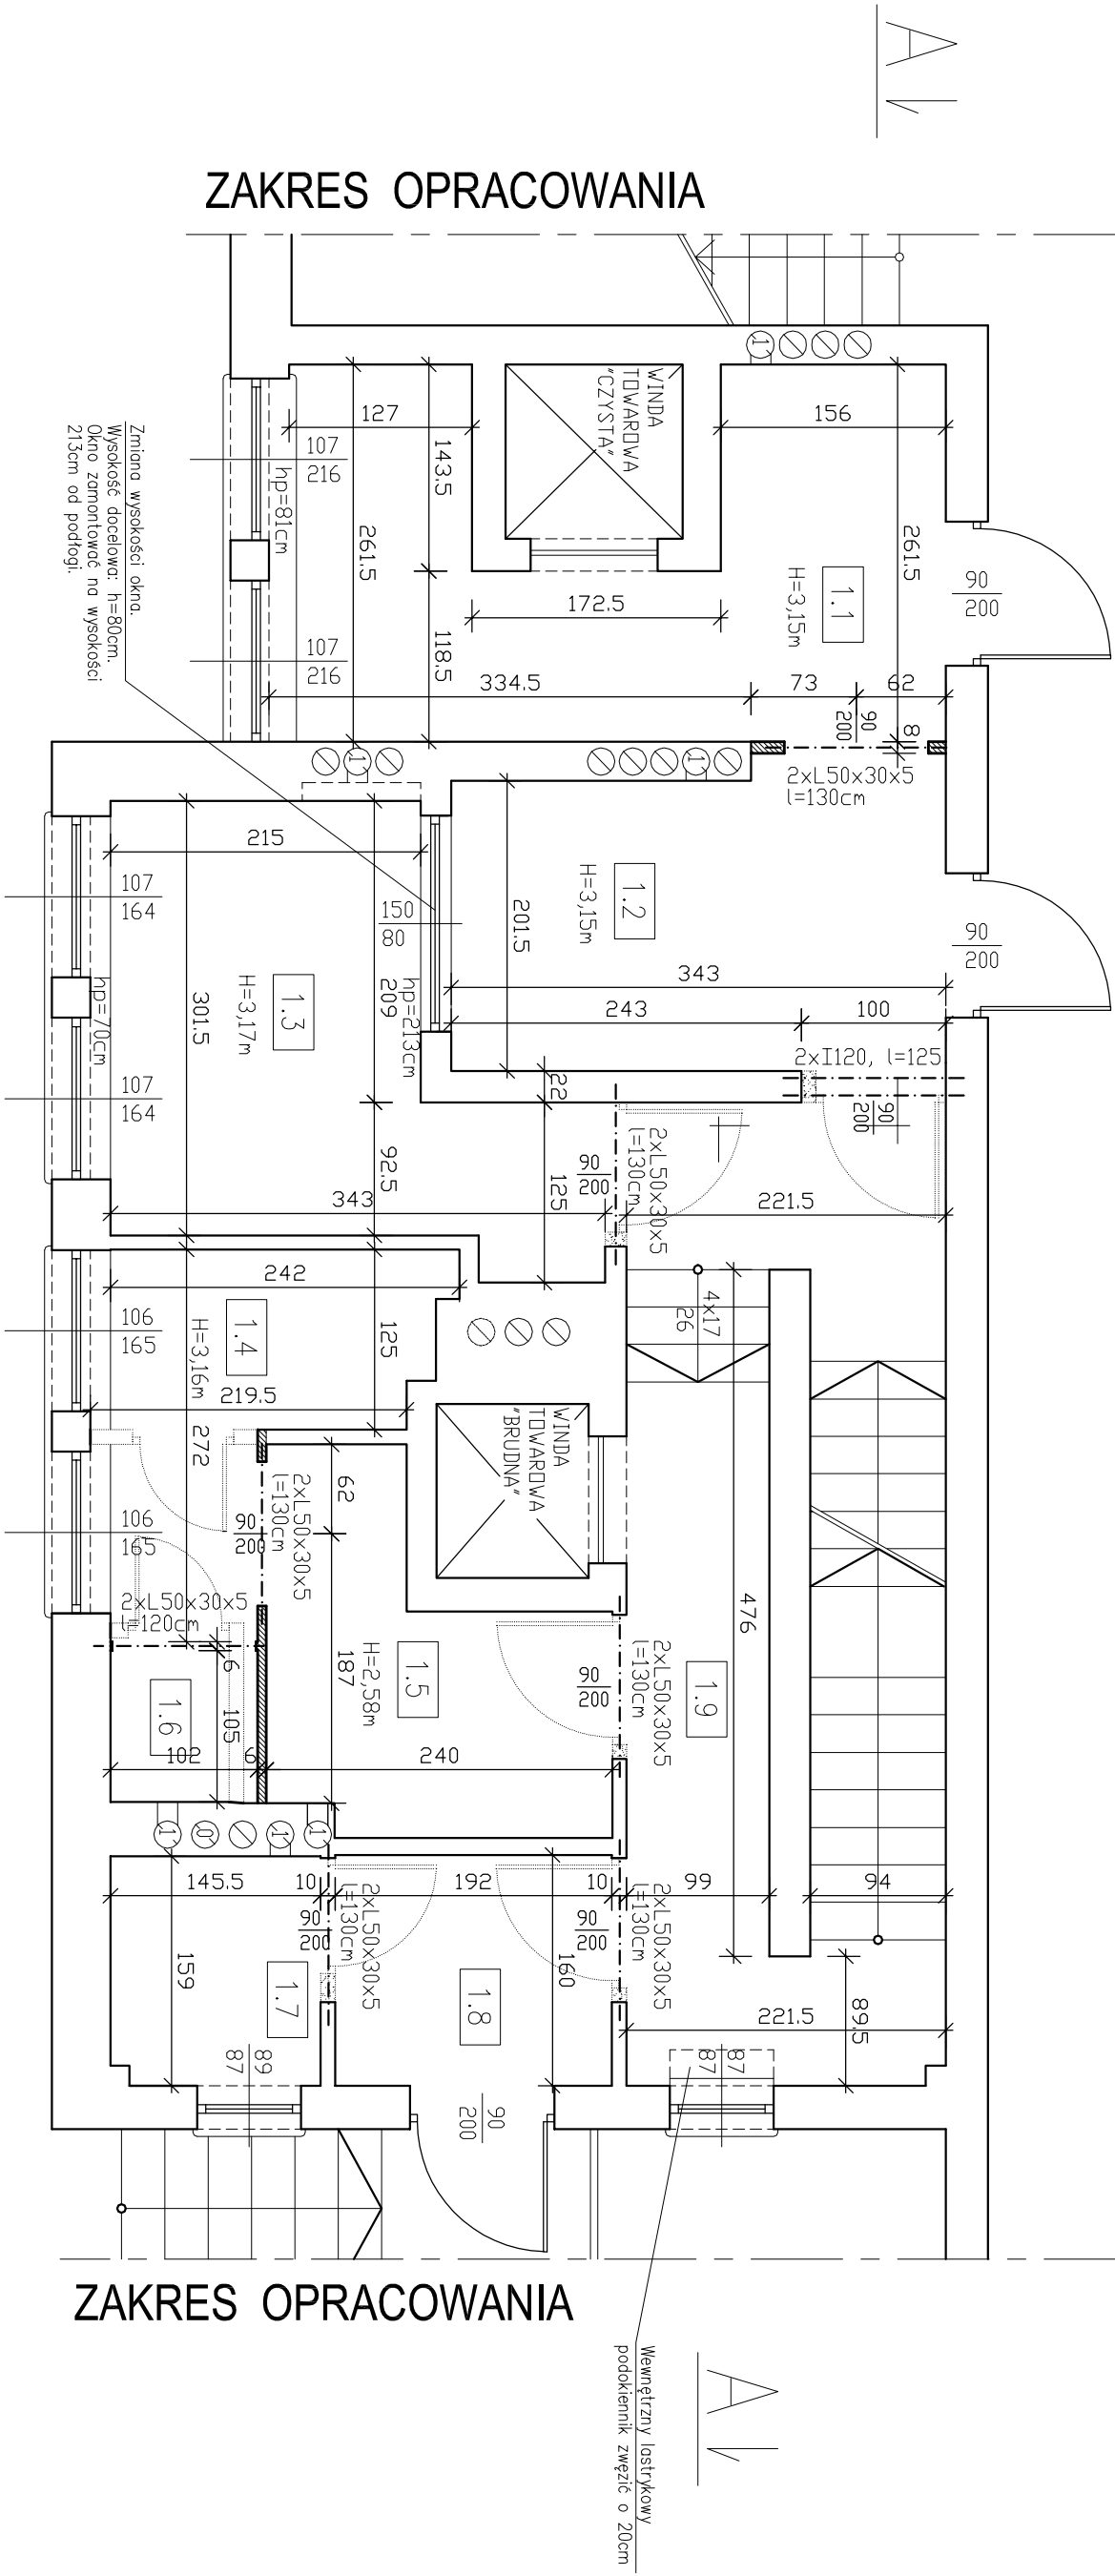 A
ZAKRES OPRACOWANIA
WINDA
TOWAROWA
"CZYSTA"
127
143.5
156
261.5
261.5
107
216
hp=81cm
172.5
118.5
H=3,15m
1.1
90
200
107
216
334.5
73
62
90
200
8
2xL50x30x5
l=130cm
Zmiana wysokości okna.
Wysokość docelowa: h=80cm.
Okno zamontować na wysokości
213cm od podłogi.
215
107
164
150
80
201.5
H=3,15m
1.2
90
200
343
243
100
hp=70cm
301.5
H=3,17m
1.3
209
hp=213cm
2xI120, l=125
22
90
200
107
164
92.5
125
90
200
2xL50x30x5
l=130cm
343
221.5
242
106
165
H=3,16m
1.4
125
4x17
26
219.5
272
WINDA
TOWAROWA
"BRUDNA"
62
106
165
90
200
2xL50x30x5
l=130cm
2xL50x30x5
l=120cm
476
6
105
1.6
187
H=2,58m
1.5
90
200
2xL50x30x5
l=130cm
1.9
102
6
240
1
0
1
1
1
1
1
145.5
10
192
10
99
94
90
200
2xL50x30x5
l=130cm
90
200
2xL50x30x5
l=130cm
159
1.7
160
1.8
221.5
89.5
89
87
87
87
90
200
ZAKRES OPRACOWANIA
Wewnętrzny lastrykowy
podokiennik zwęzić o 20cm
A